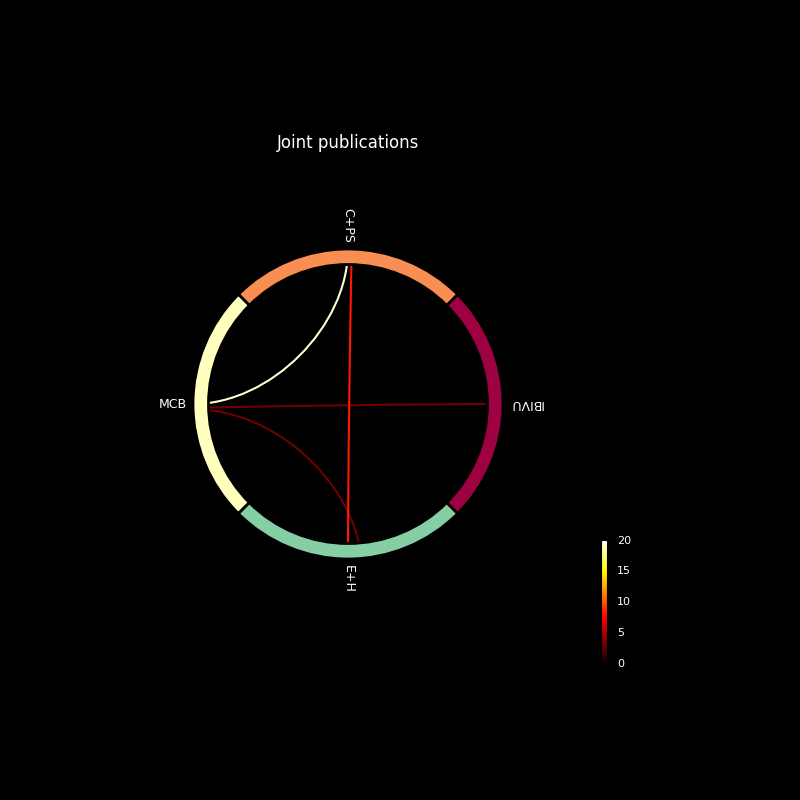 Joint publications
C+PS
MCB
IBIVU
E+H
20
15
10
5
0